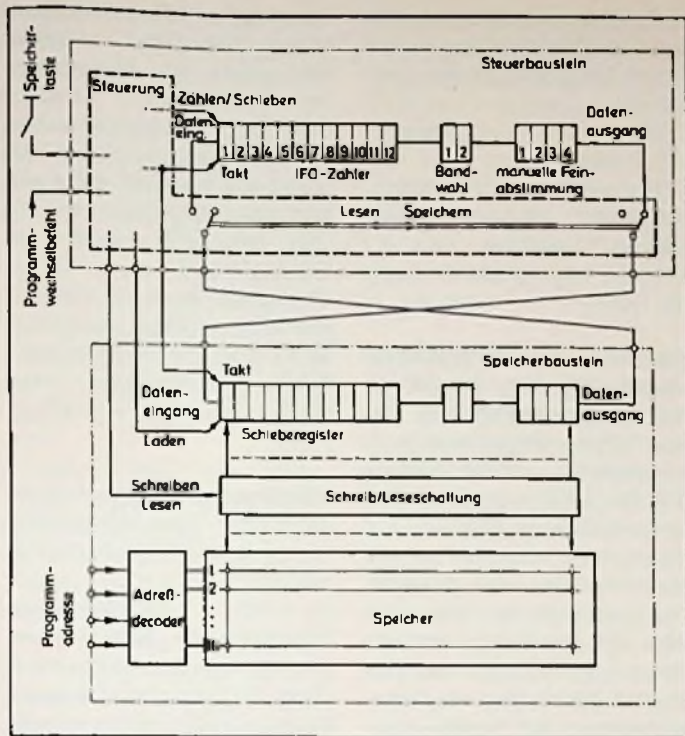 Speicher-
taste
Programm-
wechselbefehl
Steuerbaustein
Steuerung
Zählen/Schieben
Daten-
eing.
1 2 3 4 5 6 7 8 9 10 11 12
1 2
1 2 3 4
Daten-
ausgang
Takt
IFO-Zähler
Band-
wahl
manuelle Fein-
abstimmung
Lesen Speichern
Speicherbaustein
Takt
Daten-
eingang
Laden
Schieberegister
Daten-
ausgang
Schreiben
Lesen
Schreib/Leseschaltung
Programm-
adresse
Adreß-
decoder
1
2
Speicher